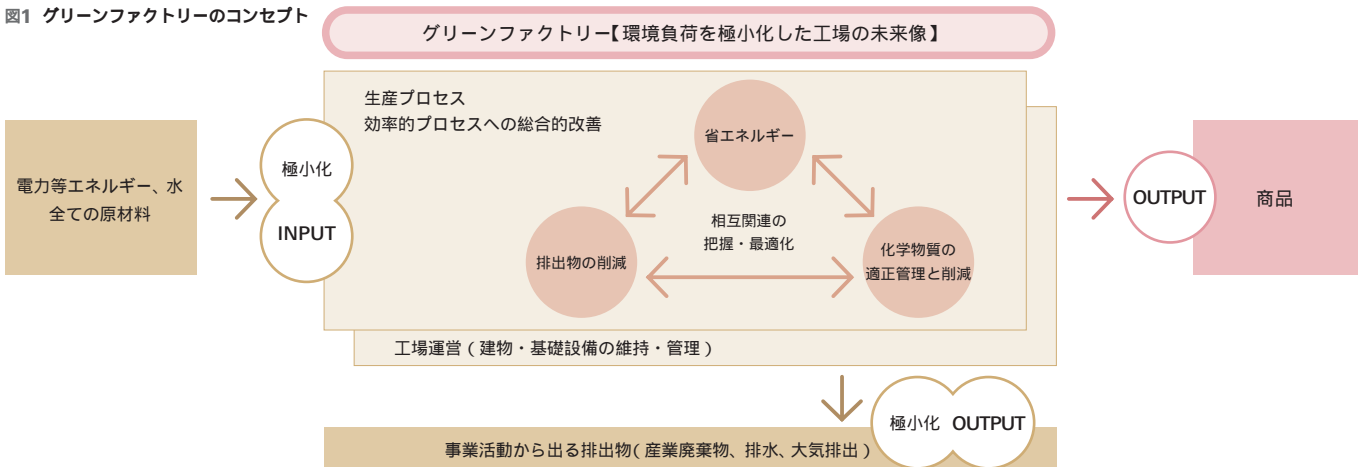 図1 グリーンファクトリーのコンセプト
グリーンファクトリー【環境負荷を極小化した工場の未来像】
生産プロセス
効率的プロセスへの総合的改善
電力等エネルギー、水
全ての原材料
極小化
INPUT
省エネルギー
相互関連の
把握・最適化
排出物の削減
化学物質の
適正管理と削減
OUTPUT
商品
工場運営(建物・基礎設備の維持・管理)
極小化 OUTPUT
事業活動から出る排出物(産業廃棄物、排水、大気排出)